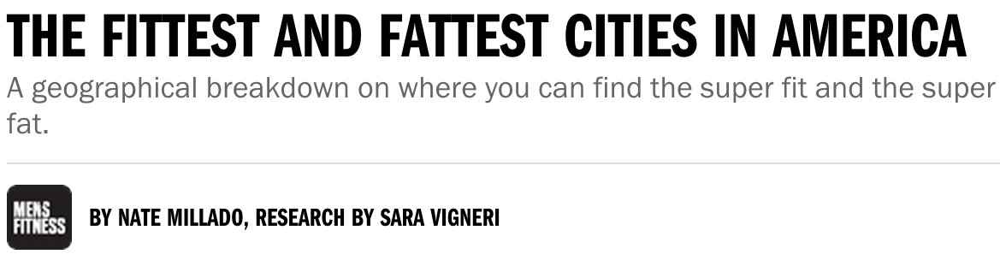 THE FITTEST AND FATTEST CITIES IN AMERICA
A geographical breakdown on where you can find the super fit and the super
fat.
MENS
FITNESS
BY NATE MILLADO, RESEARCH BY SARA VIGNERI